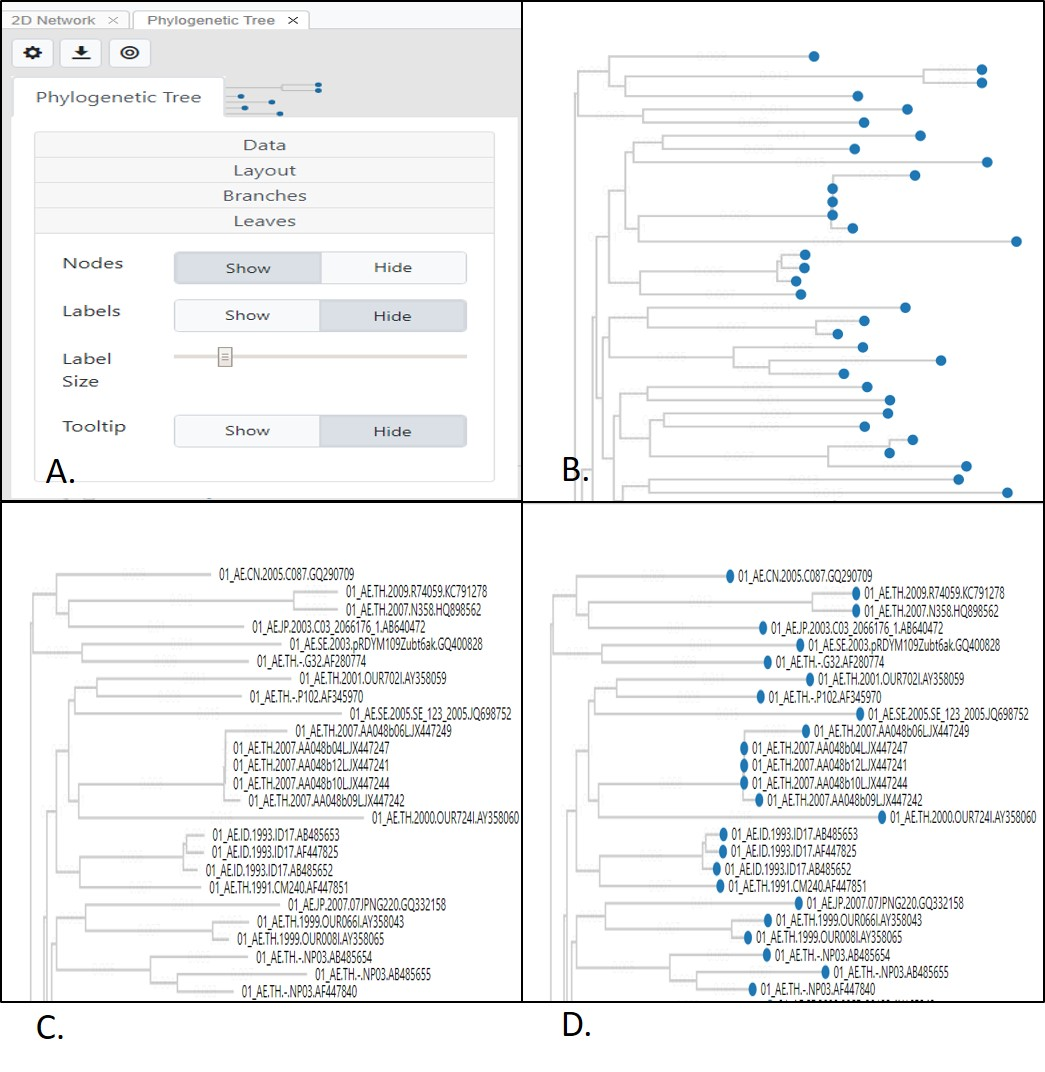 2D Network ×
Phylogenetic Tree ×
Phylogenetic Tree
Data
Layout
Branches
Leaves
Nodes
Show
Hide
Labels
Show
Hide
Label
Size
Tooltip
Show
Hide
A.
B.
01_AE.CN.2005.C087.GQ290709
01_AE.TH.2009.R74059.KC791278
01_AE.TH.2007.N358.HQ898562
01_AE.JP.2003.C03_2066176_1.AB640472
01_AE.SE.2003.pRDYM109Zubt6ak.GQ400828
01_AE.TH.-.G32.AF280774
01_AE.TH.2001.OUR702I.AY358059
01_AE.TH.-.P102.AF345970
01_AE.SE.2005.SE_123_2005.JQ698752
01_AE.TH.2007.AA048b06L.JX447249
01_AE.TH.2007.AA048b04L.JX447247
01_AE.TH.2007.AA048b12L.JX447241
01_AE.TH.2007.AA048b10L.JX447244
01_AE.TH.2007.AA048b09L.JX447242
01_AE.TH.2000.OUR724I.AY358060
01_AE.ID.1993.ID17.AB485653
01_AE.ID.1993.ID17.AF447825
01_AE.ID.1993.ID17.AB485652
01_AE.TH.1991.CM240.AF447851
01_AE.JP.2007.07JPNG220.GQ332158
01_AE.TH.1999.OUR066I.AY358043
01_AE.TH.1999.OUR008I.AY358065
01_AE.TH.-.NP03.AB485654
01_AE.TH.-.NP03.AB485655
01_AE.TH.-.NP03.AF447840
C.
01_AE.CN.2005.C087.GQ290709
01_AE.TH.2009.R74059.KC791278
01_AE.TH.2007.N358.HQ898562
01_AE.JP.2003.C03_2066176_1.AB640472
01_AE.SE.2003.pRDYM109Zubt6ak.GQ400828
01_AE.TH.-.G32.AF280774
01_AE.TH.2001.OUR702I.AY358059
01_AE.TH.-.P102.AF345970
01_AE.SE.2005.SE_123_2005.JQ698752
01_AE.TH.2007.AA048b06L.JX447249
01_AE.TH.2007.AA048b04L.JX447247
01_AE.TH.2007.AA048b12L.JX447241
01_AE.TH.2007.AA048b10L.JX447244
01_AE.TH.2007.AA048b09L.JX447242
01_AE.TH.2000.OUR724I.AY358060
01_AE.ID.1993.ID17.AB485653
01_AE.ID.1993.ID17.AF447825
01_AE.ID.1993.ID17.AB485652
01_AE.TH.1991.CM240.AF447851
01_AE.JP.2007.07JPNG220.GQ332158
01_AE.TH.1999.OUR066I.AY358043
01_AE.TH.1999.OUR008I.AY358065
01_AE.TH.-.NP03.AB485654
01_AE.TH.-.NP03.AB485655
01_AE.TH.-.NP03.AF447840
D.